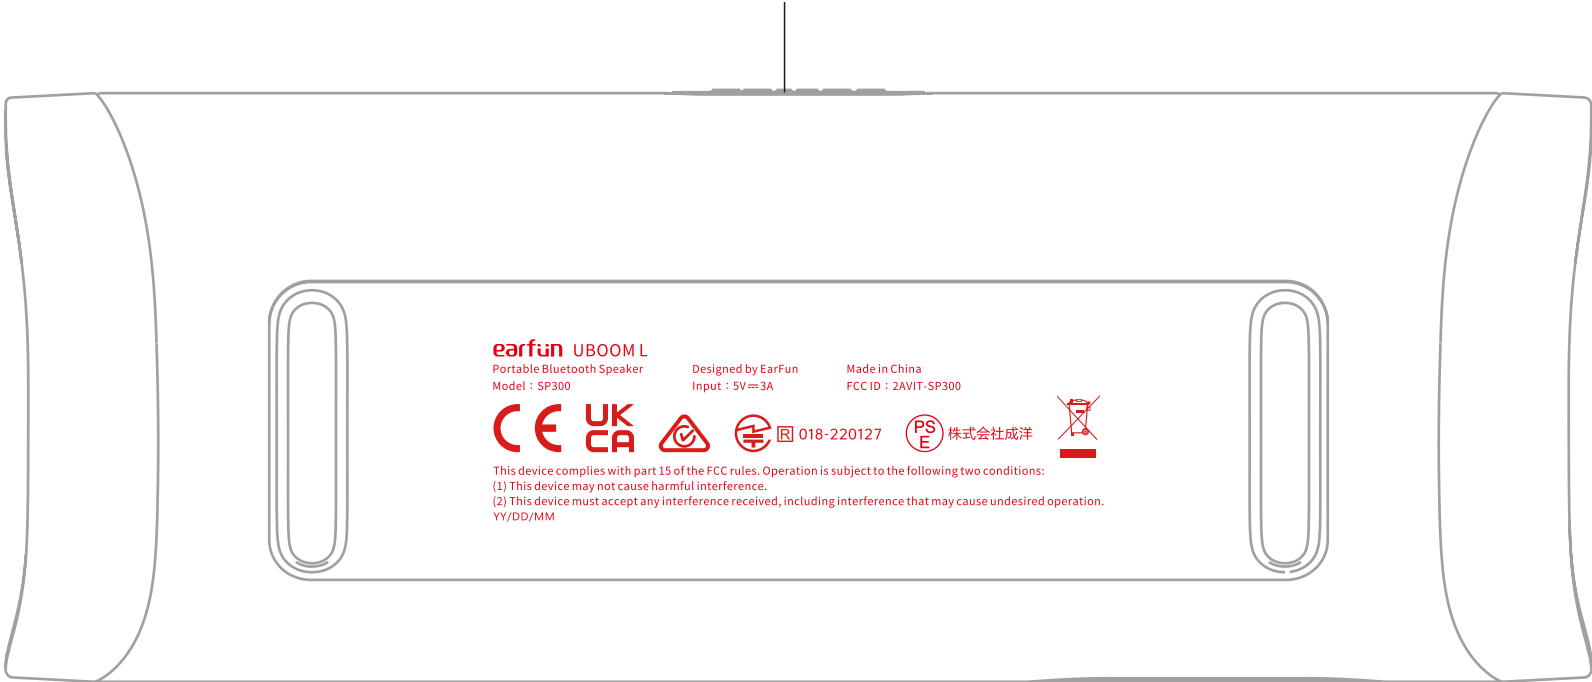 earfun UBOOM L
Portable Bluetooth Speaker Designed by EarFun Made in China
Model：SP300 Input：5V⎓3A FCC ID：2AVIT-SP300
CE UK CA R 018-220127 PS E 株式会社成洋
This device complies with part 15 of the FCC rules. Operation is subject to the following two conditions:
(1) This device may not cause harmful interference.
(2) This device must accept any interference received, including interference that may cause undesired operation.
YY/DD/MM